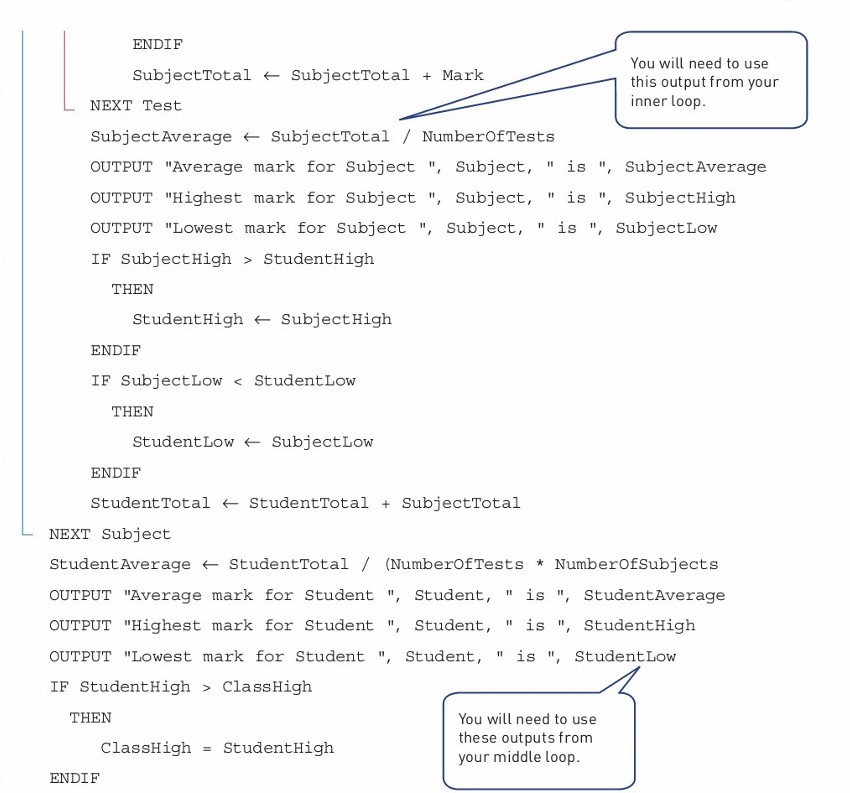 ENDIF
SubjectTotal ← SubjectTotal + Mark
NEXT Test
You will need to use
this output from your
inner loop.
SubjectAverage ← SubjectTotal / NumberOfTests
OUTPUT "Average mark for Subject ", Subject, " is ", SubjectAverage
OUTPUT "Highest mark for Subject ", Subject, " is ", SubjectHigh
OUTPUT "Lowest mark for Subject ", Subject, " is ", SubjectLow
IF SubjectHigh > StudentHigh
THEN
StudentHigh ← SubjectHigh
ENDIF
IF SubjectLow < StudentLow
THEN
StudentLow ← SubjectLow
ENDIF
StudentTotal ← StudentTotal + SubjectTotal
NEXT Subject
StudentAverage ← StudentTotal / (NumberOfTests * NumberOfSubjects
OUTPUT "Average mark for Student ", Student, " is ", StudentAverage
OUTPUT "Highest mark for Student ", Student, " is ", StudentHigh
OUTPUT "Lowest mark for Student ", Student, " is ", StudentLow
IF StudentHigh > ClassHigh
THEN
ClassHigh = StudentHigh
ENDIF
You will need to use
these outputs from
your middle loop.